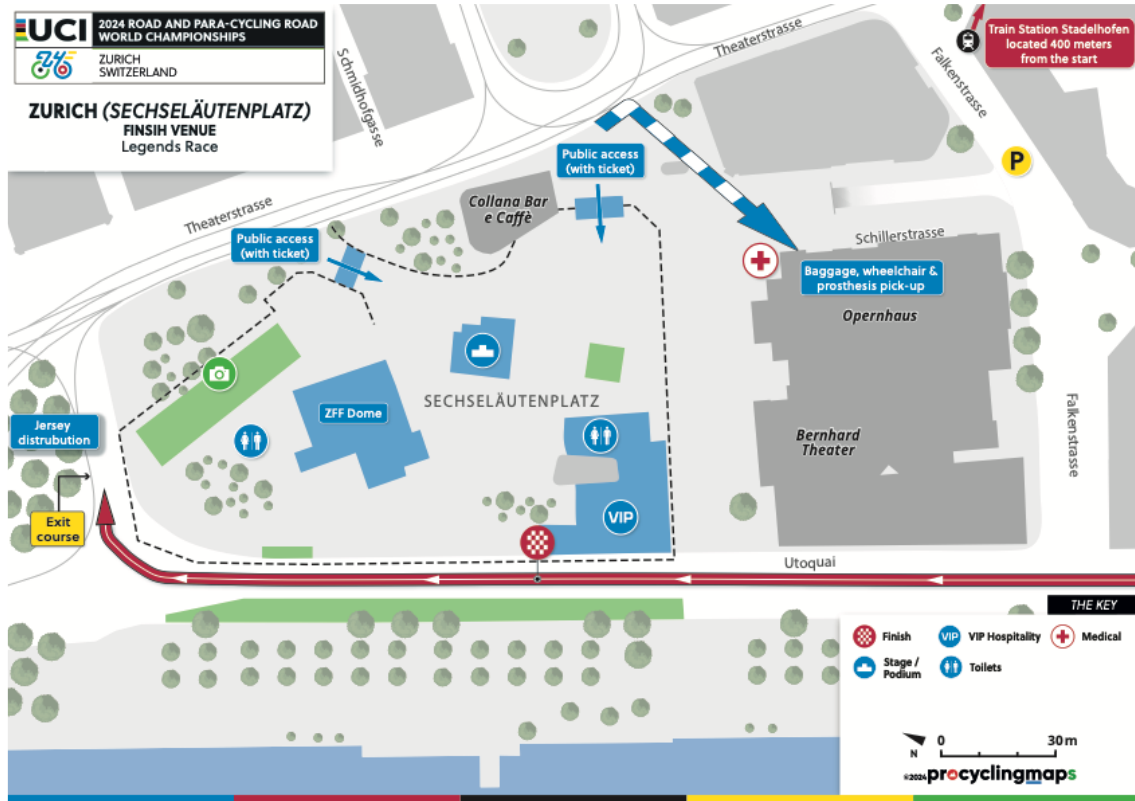 UCI
2024 ROAD AND PARA-CYCLING ROAD
WORLD CHAMPIONSHIPS
ZURICH
SWITZERLAND
ZURICH (SECHSELÄUTENPLATZ)
FINSIH VENUE
Legends Race
Schmidhofgasse
Theaterstrasse
Falkenstrasse
Train Station Stadelhofen
located 400 meters
from the start
P
Public access
(with ticket)
Collana Bar
e Caffè
Theaterstrasse
Public access
(with ticket)
Schillerstrasse
Baggage, wheelchair &
prosthesis pick-up
Opernhaus
SECHSELÄUTENPLATZ
ZFF Dome
Jersey
distrubution
Bernhard
Theater
Falkenstrasse
Exit
course
VIP
Utoquai
THE KEY
Finish
VIP
VIP Hospitality
Medical
Stage /
Podium
Toilets
N
0
30 m
©2024 procyclingmaps